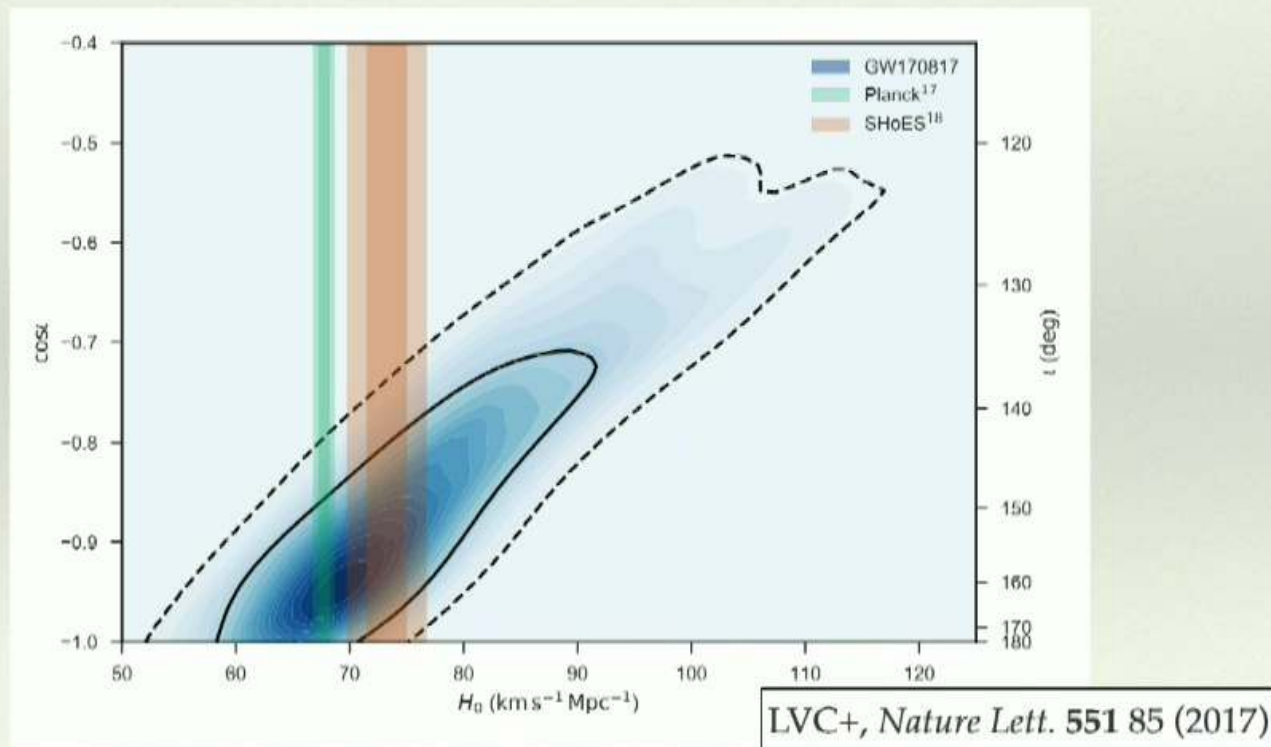 −0.4
−0.5
−0.6
−0.7
−0.8
−0.9
−1.0
cosι
GW170817
Planck¹⁷
SHoES¹⁸
120
130
140
150
160
170
180
ι (deg)
50 60 70 80 90 100 110 120
H₀ (km s⁻¹ Mpc⁻¹)
LVC+, Nature Lett. 551 85 (2017)